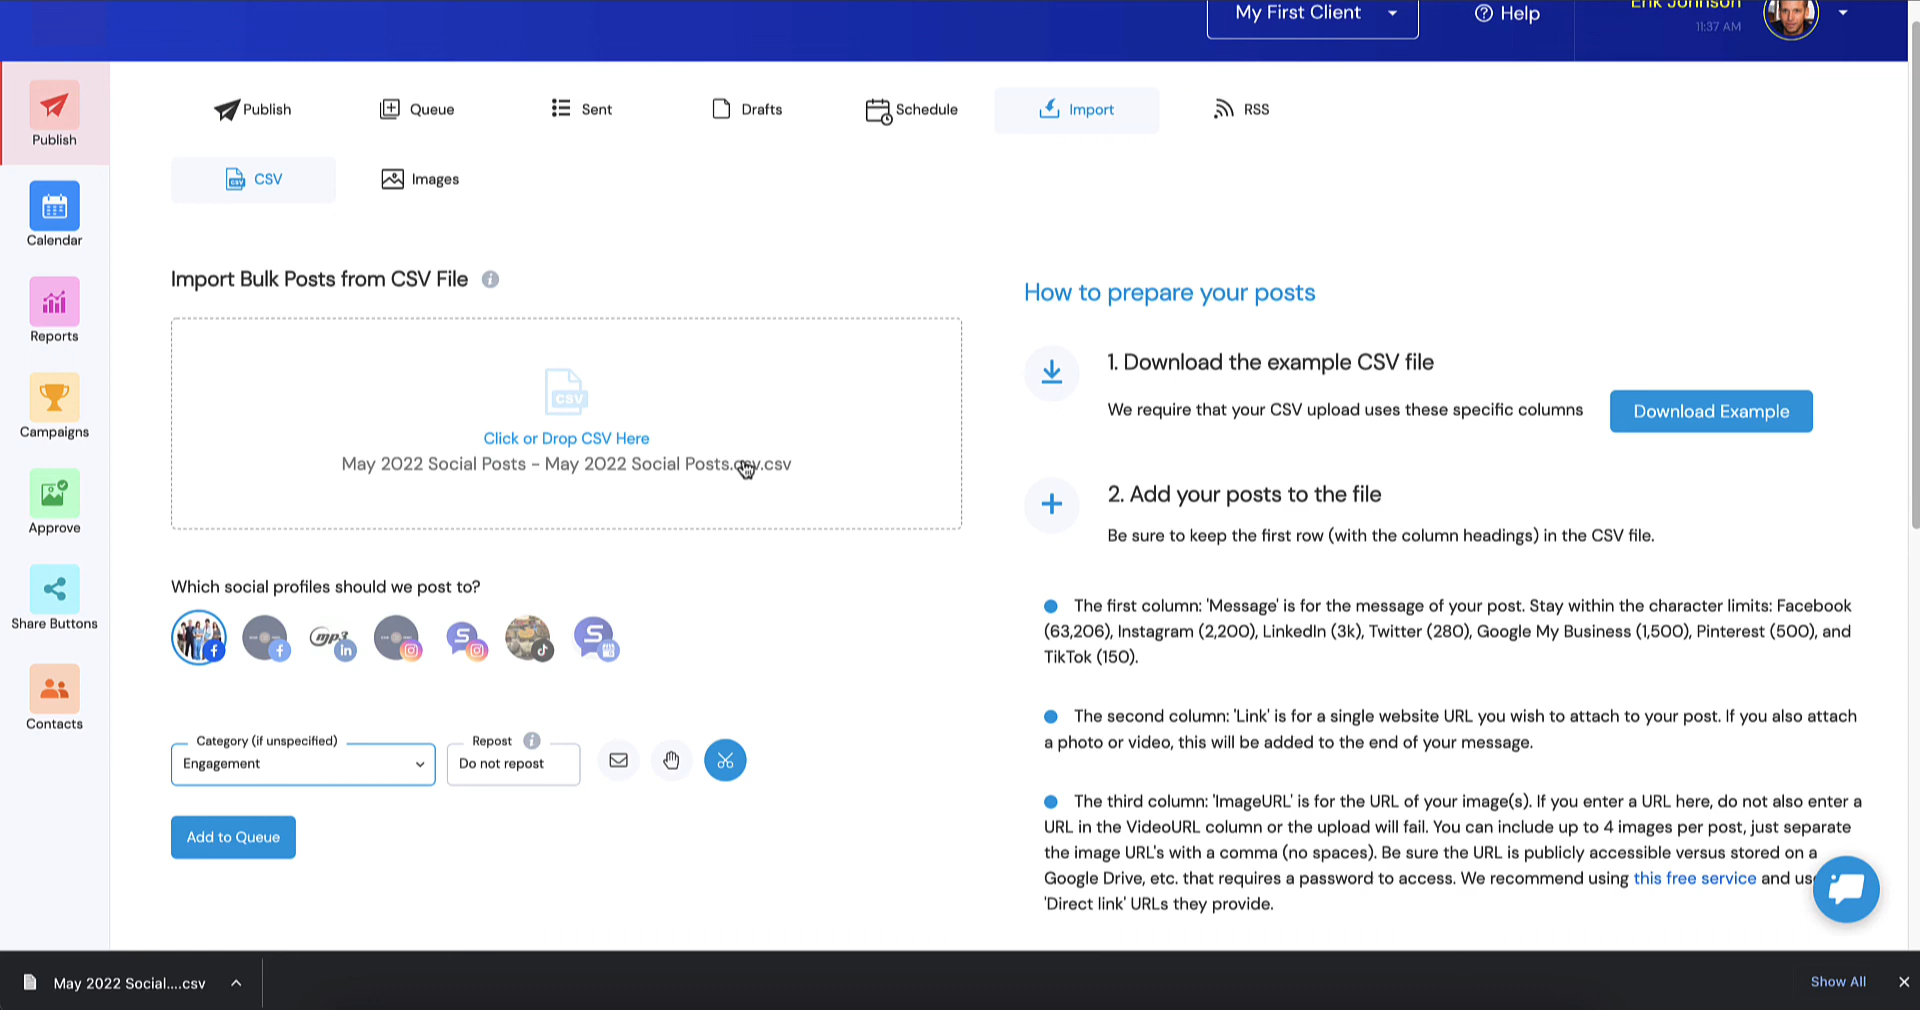 My First Client
Help
Erik Johnson
11:37 AM
Publish
Calendar
Reports
Campaigns
Approve
Share Buttons
Contacts
Publish
Queue
Sent
Drafts
Schedule
Import
RSS
CSV
Images
Import Bulk Posts from CSV File
CSV
Click or Drop CSV Here
May 2022 Social Posts - May 2022 Social Posts.csv.csv
Which social profiles should we post to?
mp3
Category (if unspecified)
Engagement
Repost
Do not repost
Add to Queue
How to prepare your posts
1. Download the example CSV file
We require that your CSV upload uses these specific columns
Download Example
2. Add your posts to the file
Be sure to keep the first row (with the column headings) in the CSV file.
The first column: 'Message' is for the message of your post. Stay within the character limits: Facebook
(63,206), Instagram (2,200), LinkedIn (3k), Twitter (280), Google My Business (1,500), Pinterest (500), and
TikTok (150).
The second column: 'Link' is for a single website URL you wish to attach to your post. If you also attach
a photo or video, this will be added to the end of your message.
The third column: 'ImageURL' is for the URL of your image(s). If you enter a URL here, do not also enter a
URL in the VideoURL column or the upload will fail. You can include up to 4 images per post, just separate
the image URL's with a comma (no spaces). Be sure the URL is publicly accessible versus stored on a
Google Drive, etc. that requires a password to access. We recommend using this free service and us
'Direct link' URLs they provide.
May 2022 Social....csv
Show All